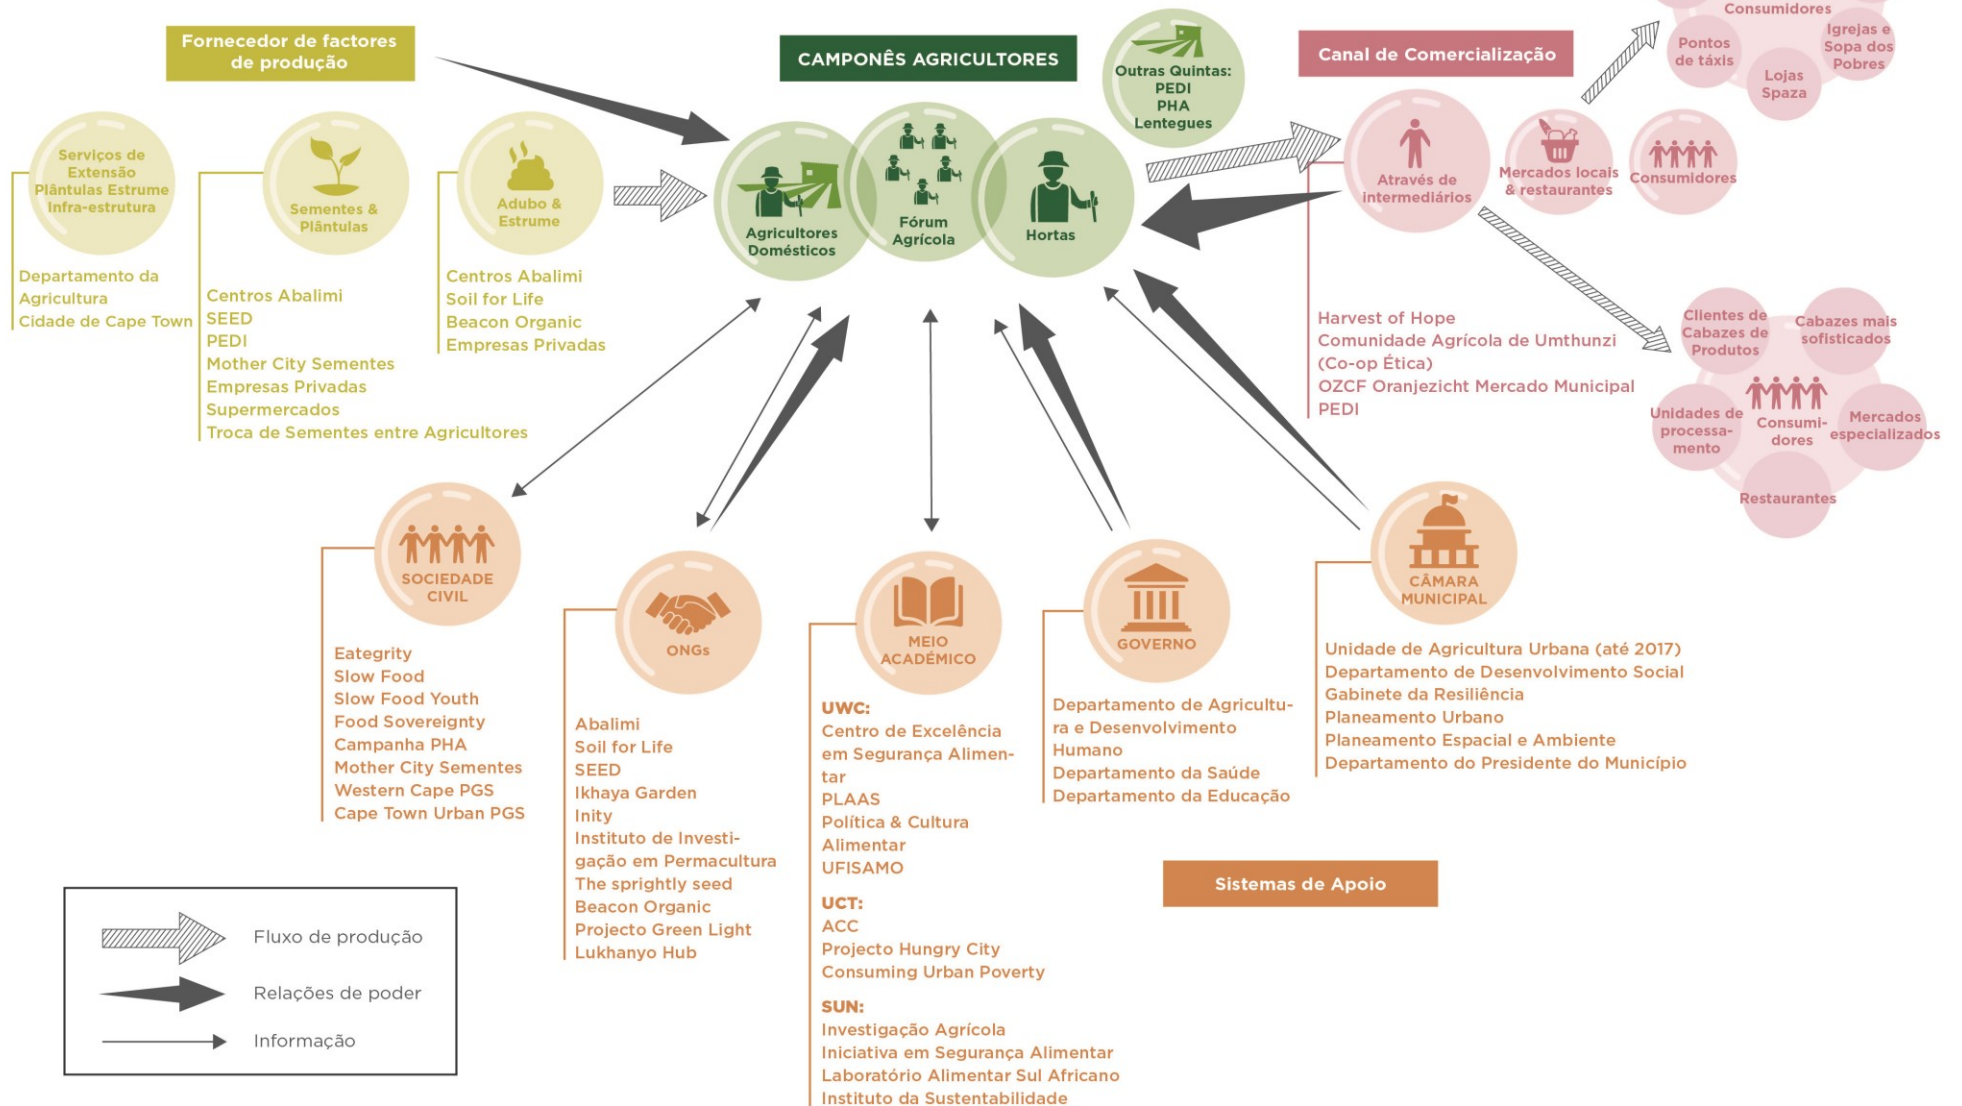 Fornecedor de factores
de produção
CAMPONÊS AGRICULTORES
Outras Quintas:
PEDI
PHA
Lentegues
Canal de Comercialização
Consumidores
Pontos
de táxis
Lojas
Spaza
Igrejas e
Sopa dos
Pobres
Serviços de
Extensão
Plântulas Estrume
Infra-estrutura
Departamento da
Agricultura
Cidade de Cape Town
Sementes &
Plântulas
Centros Abalimi
SEED
PEDI
Mother City Sementes
Empresas Privadas
Supermercados
Troca de Sementes entre Agricultores
Adubo &
Estrume
Centros Abalimi
Soil for Life
Beacon Organic
Empresas Privadas
Agricultores
Domésticos
Fórum
Agrícola
Hortas
Através de
intermediários
Mercados locais
& restaurantes
Consumidores
Harvest of Hope
Comunidade Agrícola de Umthunzi
(Co-op Ética)
OZCF Oranjezicht Mercado Municipal
PEDI
Clientes de
Cabazes de
Produtos
Cabazes mais
sofisticados
Unidades de
processa-
mento
Consumi-
dores
Mercados
especializados
Restaurantes
SOCIEDADE
CIVIL
Eategrity
Slow Food
Slow Food Youth
Food Sovereignty
Campanha PHA
Mother City Sementes
Western Cape PGS
Cape Town Urban PGS
ONGs
Abalimi
Soil for Life
SEED
Ikhaya Garden
Inity
Instituto de Investi-
gação em Permacultura
The sprightly seed
Beacon Organic
Projecto Green Light
Lukhanyo Hub
MEIO
ACADÉMICO
UWC:
Centro de Excelência
em Segurança Alimen-
tar
PLAAS
Política & Cultura
Alimentar
UFISAMO
UCT:
ACC
Projecto Hungry City
Consuming Urban Poverty
SUN:
Investigação Agrícola
Iniciativa em Segurança Alimentar
Laboratório Alimentar Sul Africano
Instituto da Sustentabilidade
GOVERNO
Departamento de Agricultu-
ra e Desenvolvimento
Humano
Departamento da Saúde
Departamento da Educação
CÂMARA
MUNICIPAL
Unidade de Agricultura Urbana (até 2017)
Departamento de Desenvolvimento Social
Gabinete da Resiliência
Planeamento Urbano
Planeamento Espacial e Ambiente
Departamento do Presidente do Município
Sistemas de Apoio
Fluxo de produção
Relações de poder
Informação